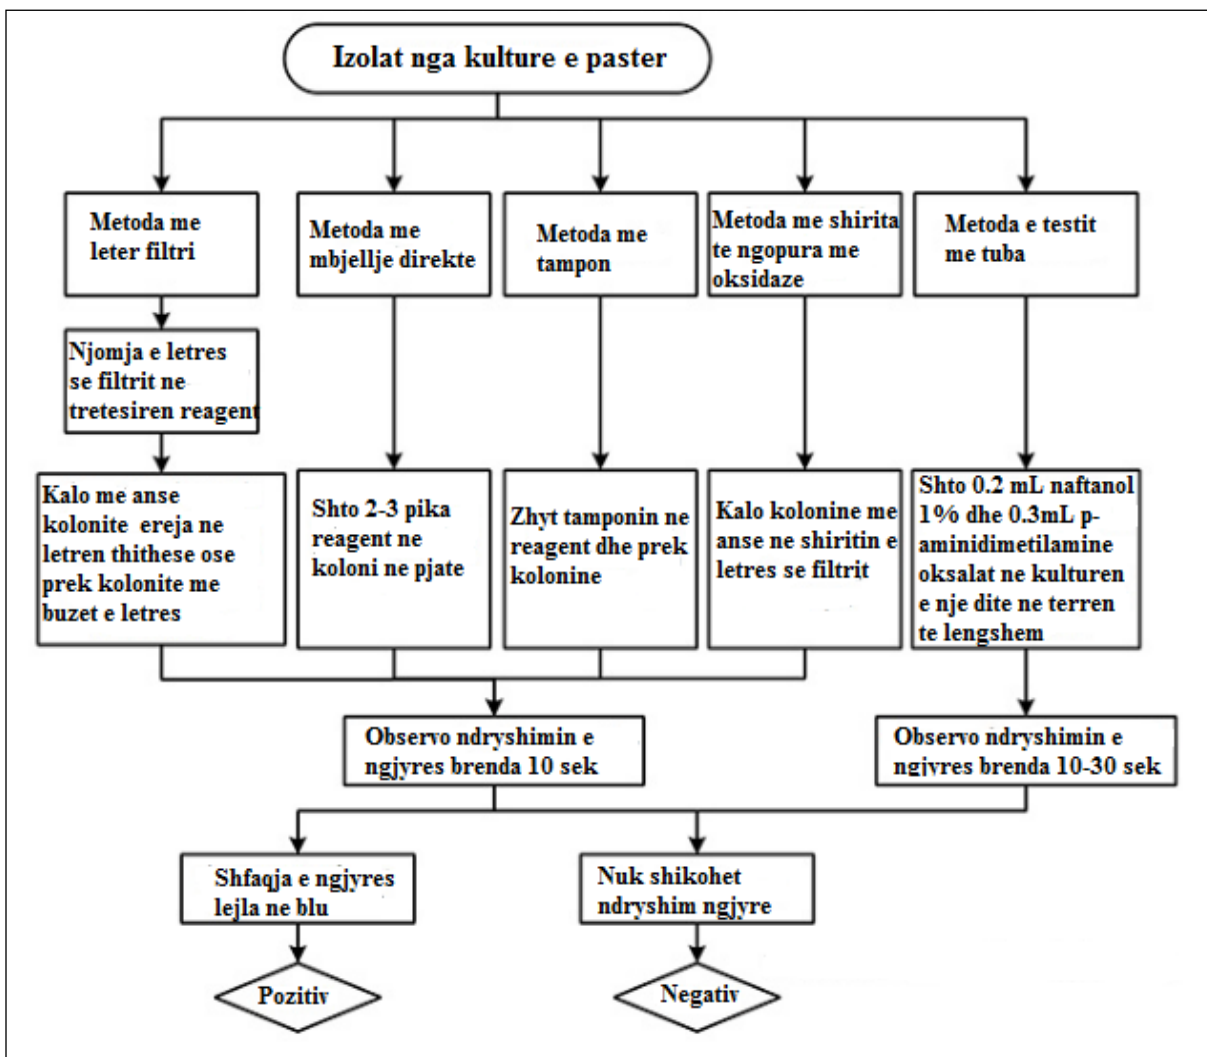 Izolat nga kulture e paster
Metoda me
leter filtri
Metoda me
mbjellje direkte
Metoda me
tampon
Metoda me shirita
te ngopura me
oksidaze
Metoda e testit
me tuba
Njomja e letres
se filtrit ne
tretesiren reagent
Kalo me anse
kolonite ereja ne
letren thithese ose
prek kolonite me
buzet e letres
Shto 2-3 pika
reagent ne
koloni ne pjate
Zhyt tamponin ne
reagent dhe prek
kolonine
Kalo kolonine me
anse ne shiritin e
letres se filtrit
Shto 0.2 mL naftanol
1% dhe 0.3mL p-
aminidimetilamine
oksalat ne kulturen
e nje dite ne terren
te lengshem
Observo ndryshimin e
ngjyres brenda 10 sek
Observo ndryshimin e
ngjyres brenda 10-30 sek
Shfaqja e ngjyres
lejla ne blu
Nuk shikohet
ndryshim ngjyre
Pozitiv
Negativ